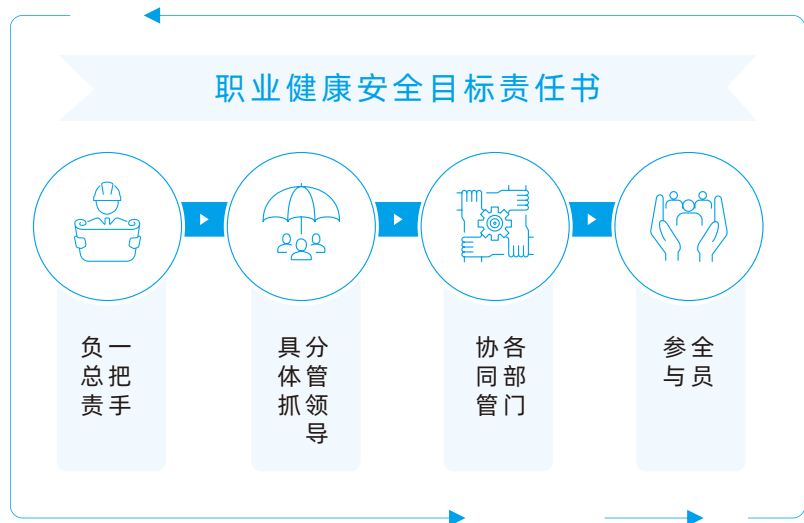 职业健康安全目标责任书
一把手
负总责
分管领导
具体抓
各部门
协同管
全员
参与